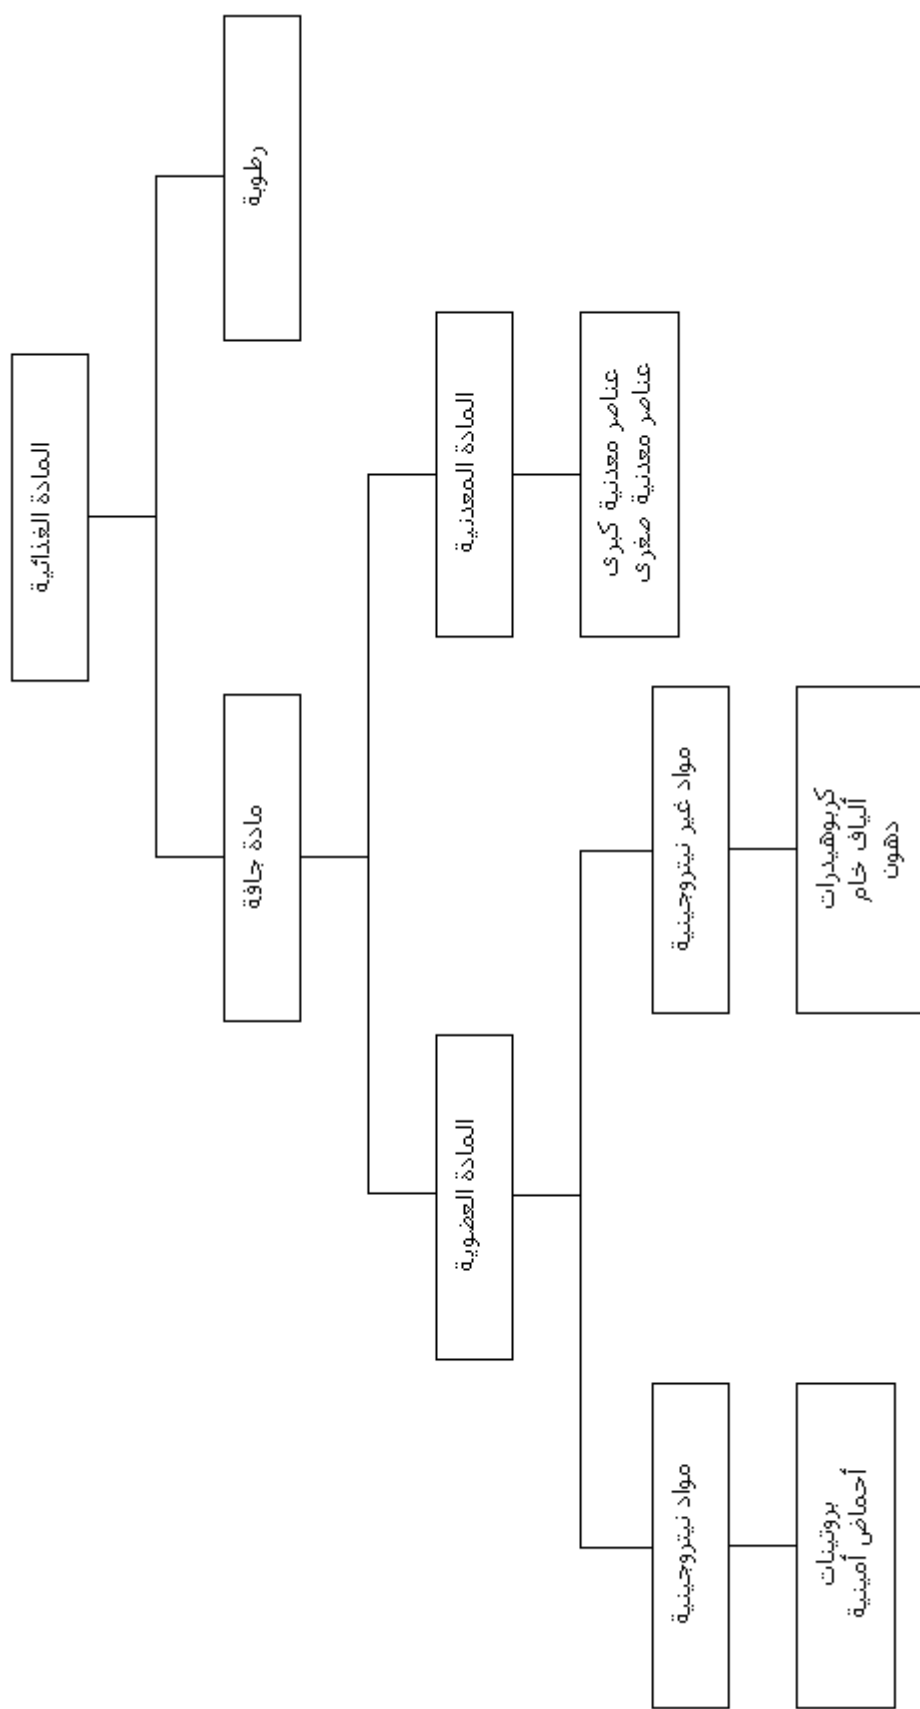 المادة الغذائية
رطوبة
مادة جافة
المادة المعدنية
المادة العضوية
عناصر معدنية كبرى
عناصر معدنية صغرى
مواد غير نيتروجينية
مواد نيتروجينية
كربوهيدرات
ألياف خام
دهون
بروتينات
أحماض أمينية